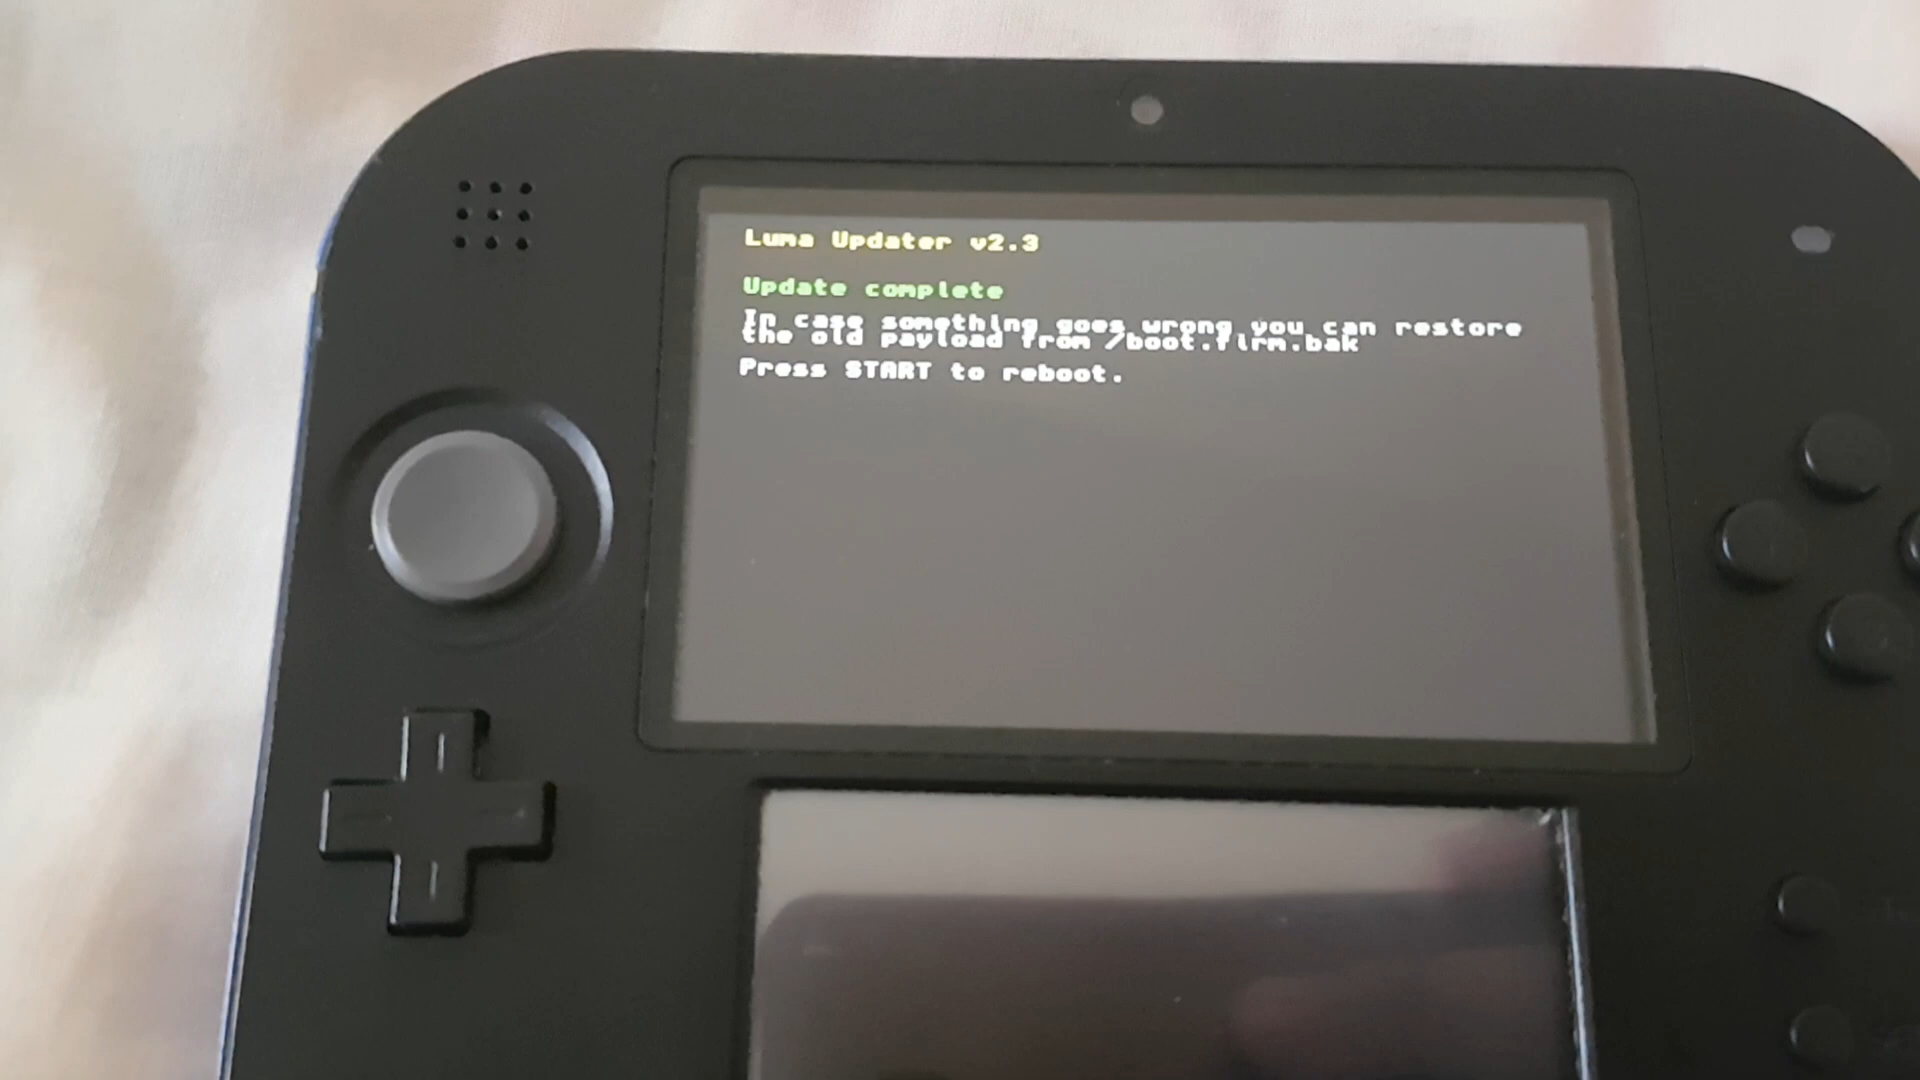 Luma Updater v2.3
Update complete
In case something goes wrong you can restore
the old payload from /boot.firm.bak
Press START to reboot.